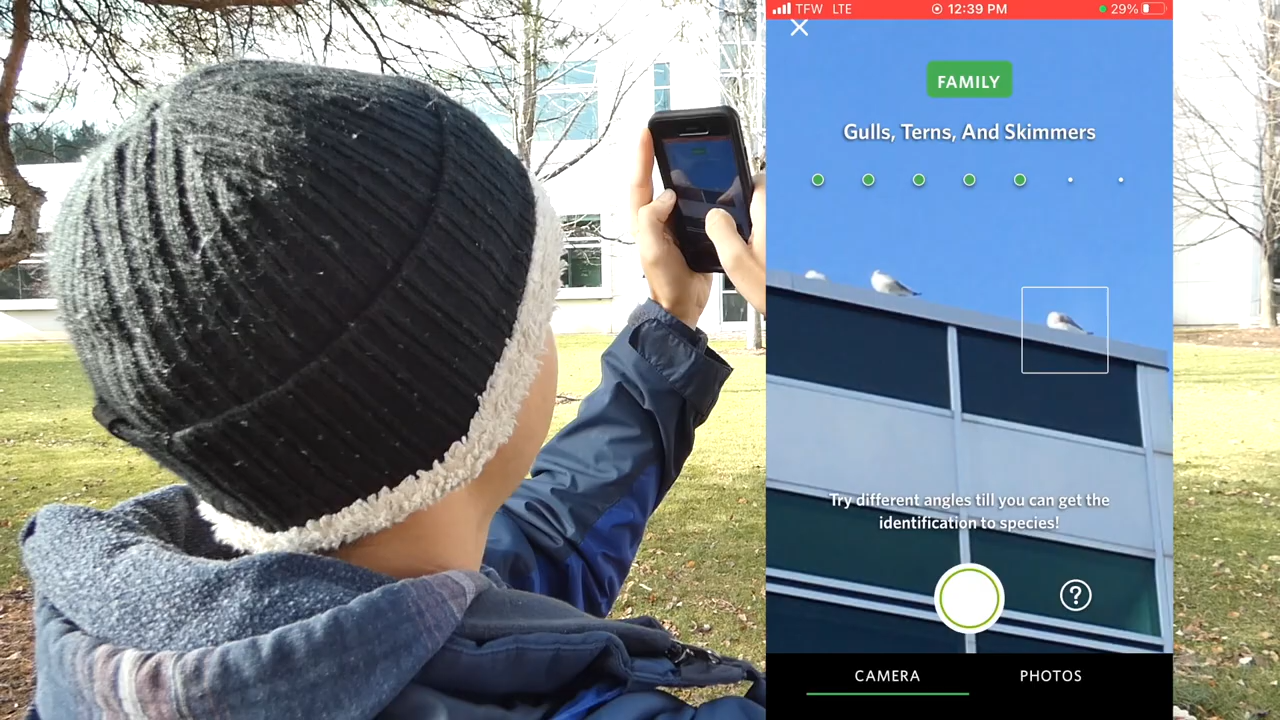 TFW LTE 12:39 PM 29%
FAMILY
Gulls, Terns, And Skimmers
Try different angles till you can get the
identification to species!
?
CAMERA PHOTOS